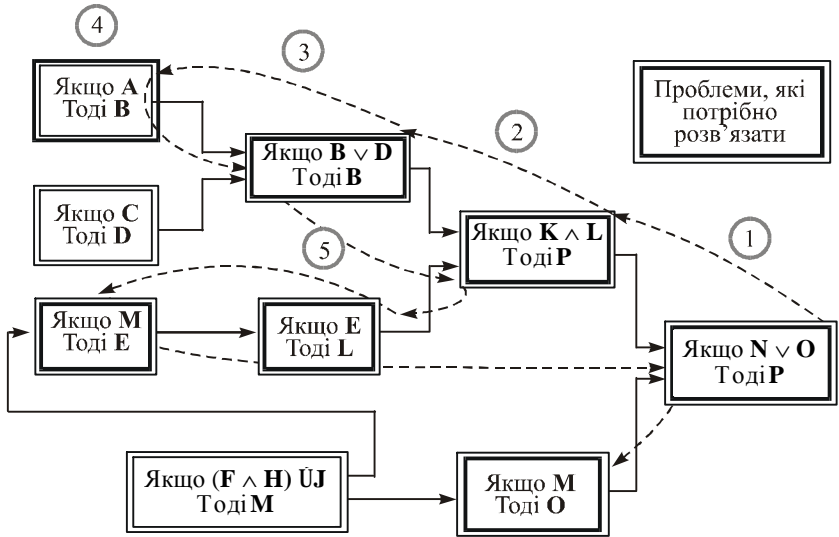 4
3
Якщо A
Тоді B
Проблеми, які
потрібно
розв’язати
2
Якщо B ∨ D
Тоді B
Якщо C
Тоді D
Якщо K ∧ L
Тоді P
1
5
Якщо M
Тоді E
Якщо E
Тоді L
Якщо N ∨ O
Тоді P
Якщо (F ∧ H) ÚJ
Тоді M
Якщо M
Тоді O